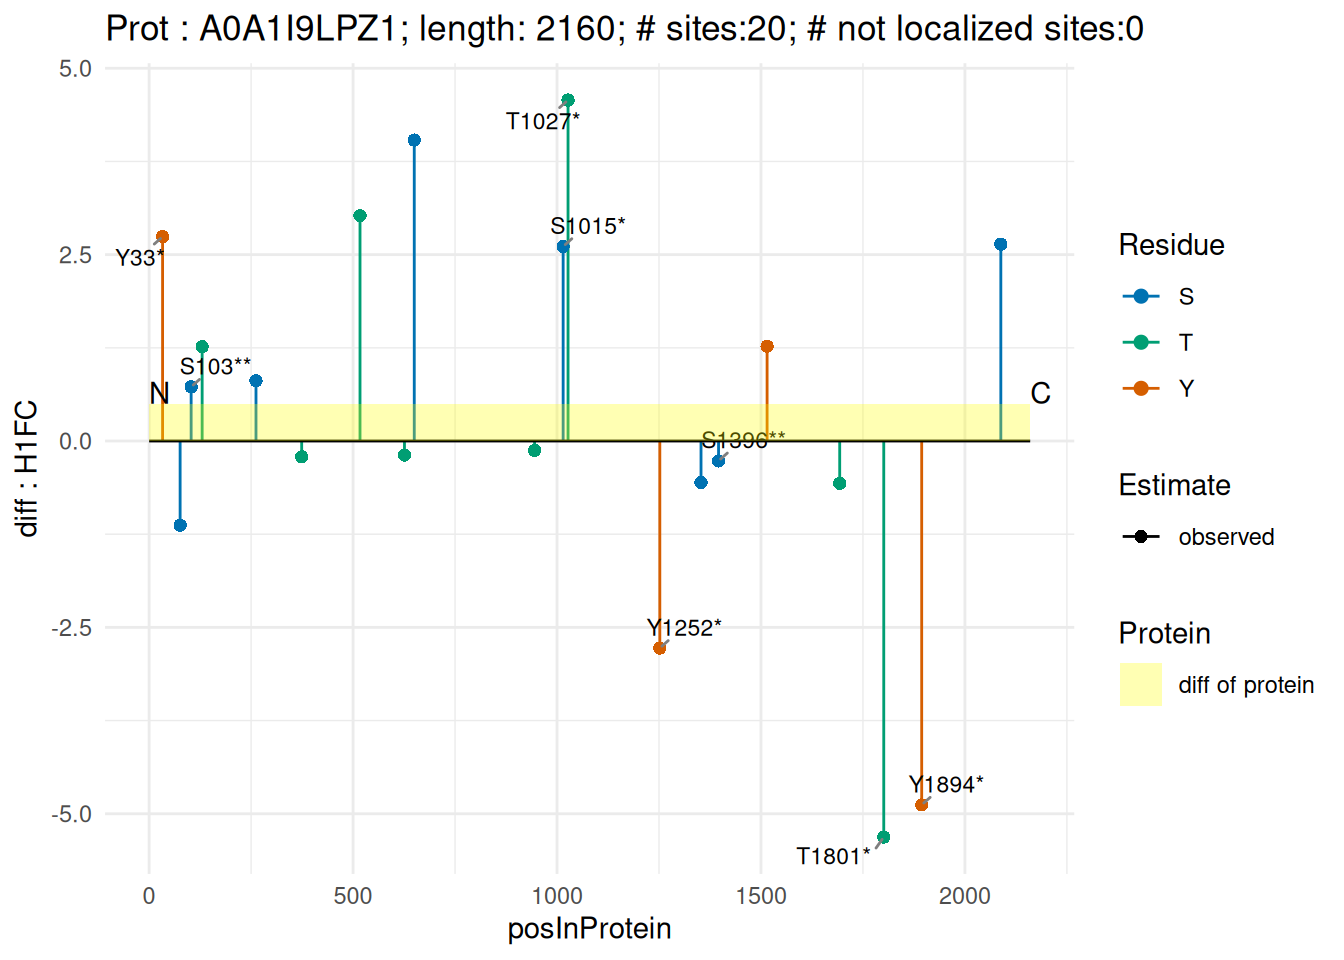 Prot : A0A1I9LPZ1; length: 2160; # sites:20; # not localized sites:0
5.0
2.5
0.0
-2.5
-5.0
diff : H1FC
T1027*
S1015*
Y33*
S103**
N
C
S1396**
Y1252*
Y1894*
T1801*
0
500
1000
1500
2000
posInProtein
Residue
S
T
Y
Estimate
observed
Protein
diff of protein